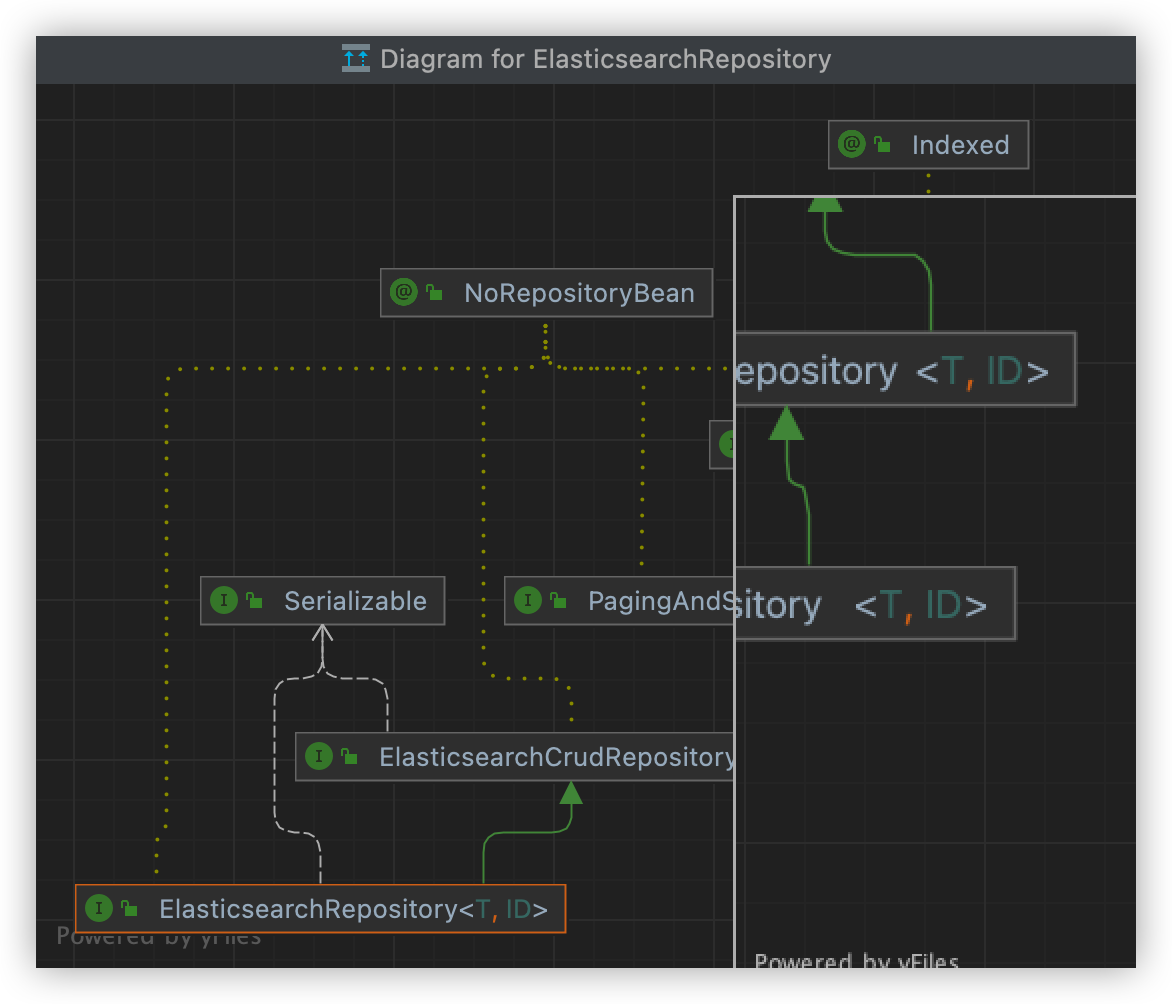 Diagram for ElasticsearchRepository
Indexed
NoRepositoryBean
epository <T, ID>
Serializable
PagingAndS
sitory <T, ID>
ElasticsearchCrudRepository
ElasticsearchRepository<T, ID>
Powered by yFiles
Powered by yFiles